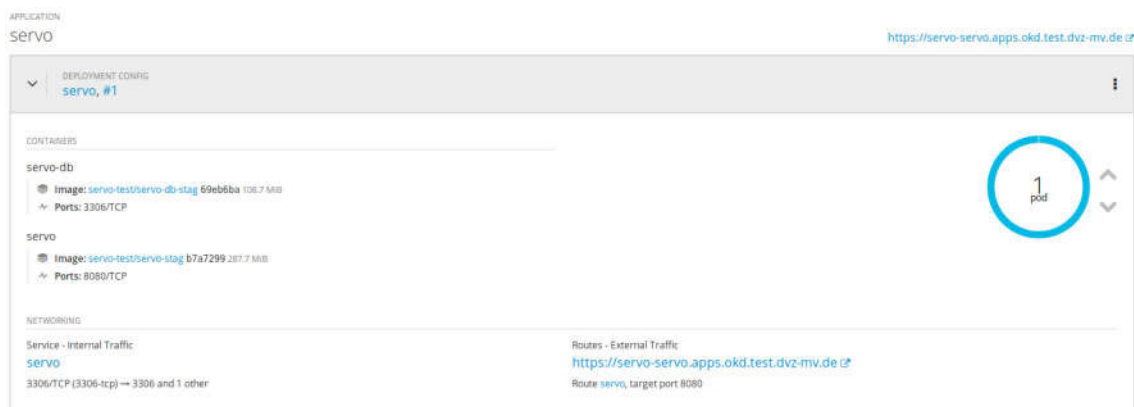 APPLICATION
servo
https://servo-servo.apps.okd.test.dvz-mv.de
DEPLOYMENT CONFIG
servo, #1
CONTAINERS
servo-db
Image: servo-test/servo-db-stag 69eb6ba 108.7 MiB
Ports: 3306/TCP
servo
Image: servo-test/servo-stag b7a7299 287.7 MiB
Ports: 8080/TCP
1
pod
NETWORKING
Service - Internal Traffic
servo
3306/TCP (3306-tcp) → 3306 and 1 other
Routes - External Traffic
https://servo-servo.apps.okd.test.dvz-mv.de
Route servo, target port 8080